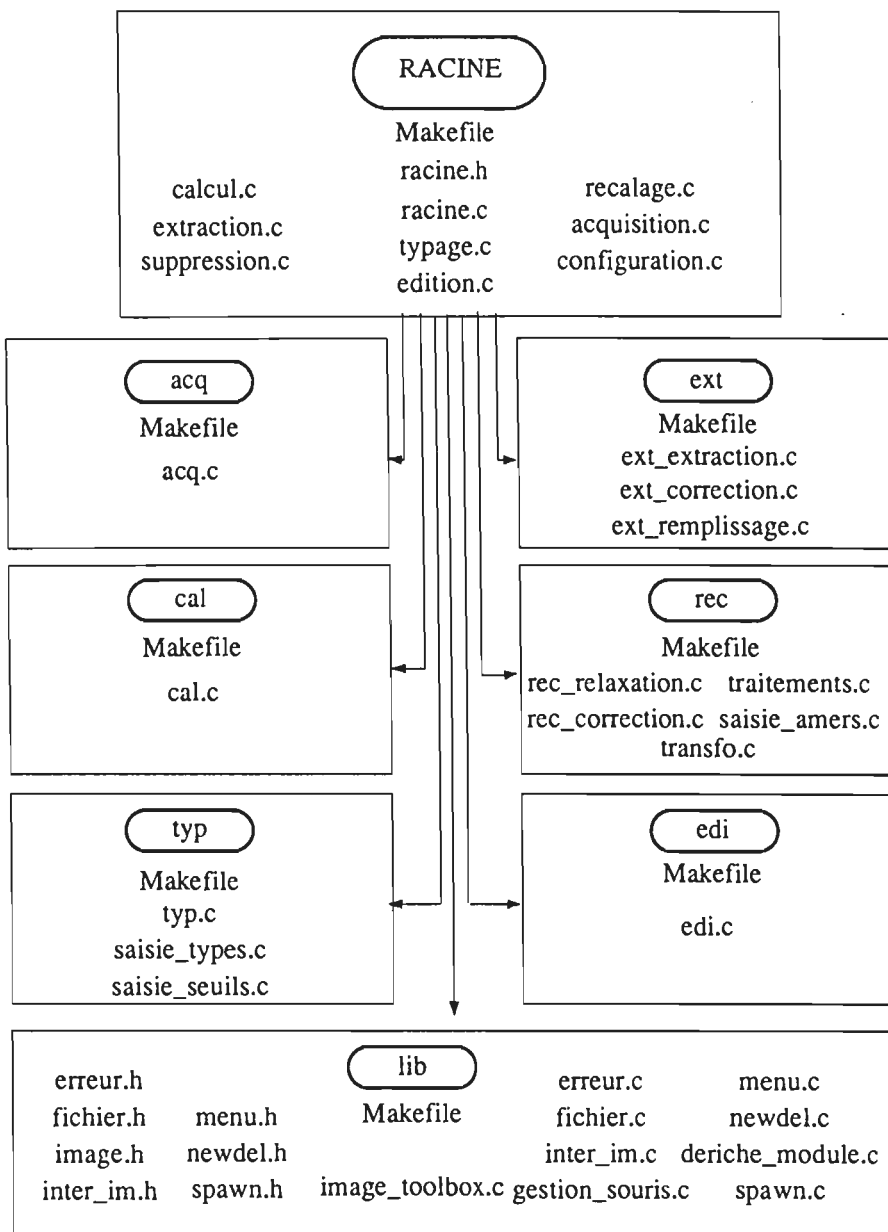 RACINE
Makefile
racine.h
calcul.c
recalage.c
racine.c
extraction.c
acquisition.c
typage.c
suppression.c
configuration.c
edition.c
acq
Makefile
acq.c
ext
Makefile
ext_extraction.c
ext_correction.c
ext_remplissage.c
cal
Makefile
cal.c
rec
Makefile
rec_relaxation.c traitements.c
rec_correction.c saisie_amers.c
transfo.c
typ
Makefile
typ.c
saisie_types.c
saisie_seuils.c
edi
Makefile
edi.c
lib
erreur.h erreur.c menu.c
fichier.h menu.h Makefile fichier.c newdel.c
image.h newdel.h inter_im.c deriche_module.c
inter_im.h spawn.h image_toolbox.c gestion_souris.c spawn.c